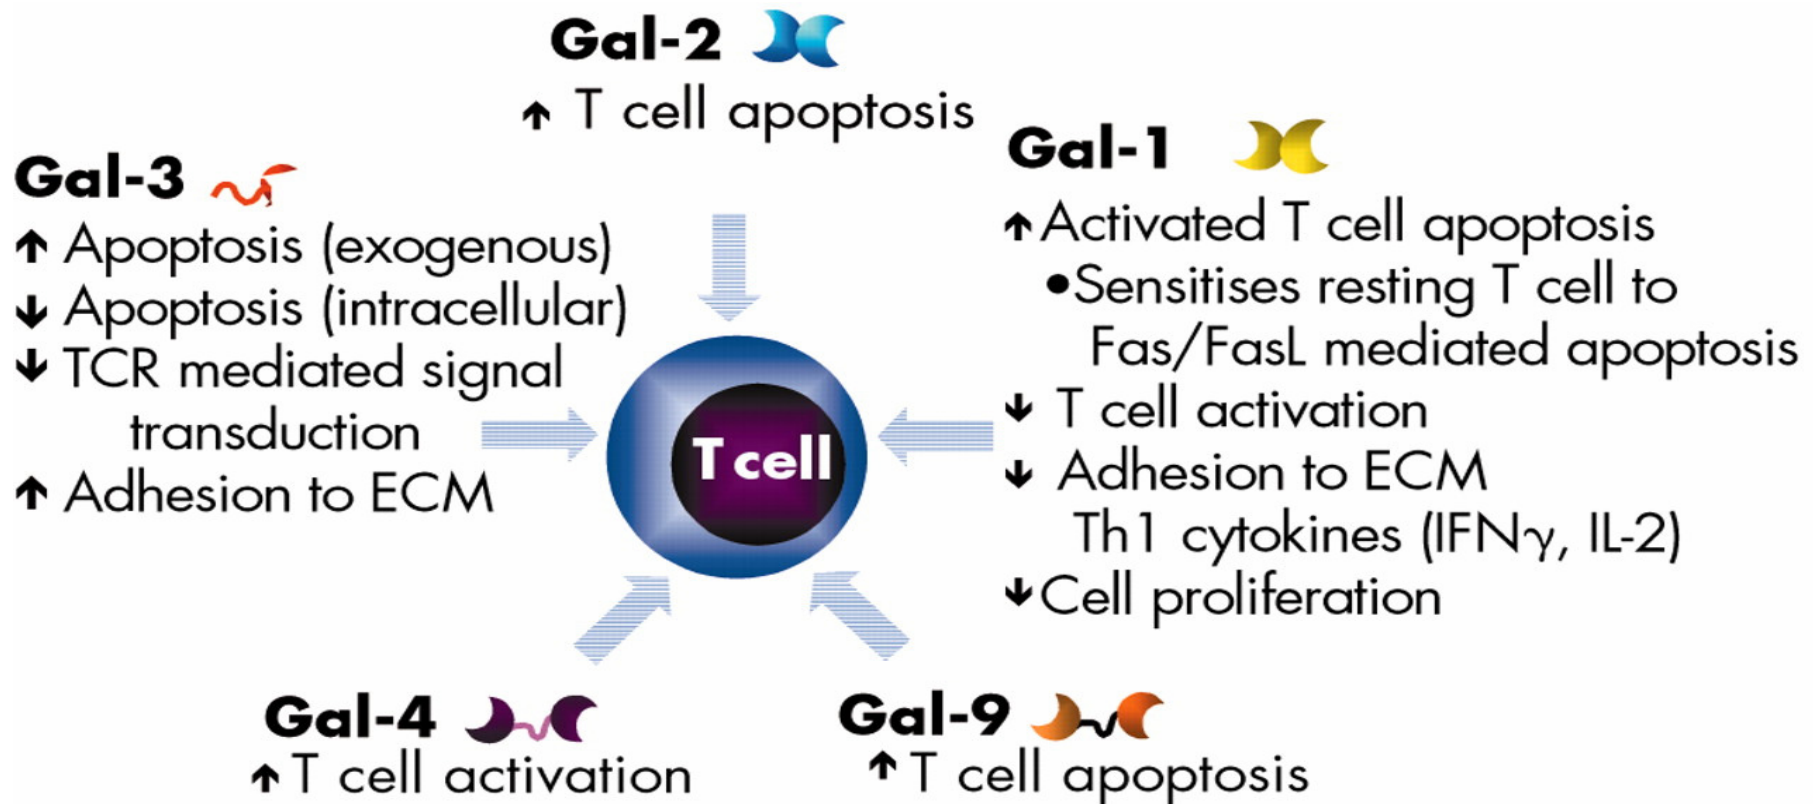 Gal-2
↑ T cell apoptosis
Gal-3
↑ Apoptosis (exogenous)
↓ Apoptosis (intracellular)
↓ TCR mediated signal
transduction
↑ Adhesion to ECM
Gal-1
↑ Activated T cell apoptosis
•Sensitises resting T cell to
Fas/FasL mediated apoptosis
↓ T cell activation
↓ Adhesion to ECM
Th1 cytokines (IFNγ, IL-2)
↓ Cell proliferation
T cell
Gal-4
↑ T cell activation
Gal-9
↑ T cell apoptosis